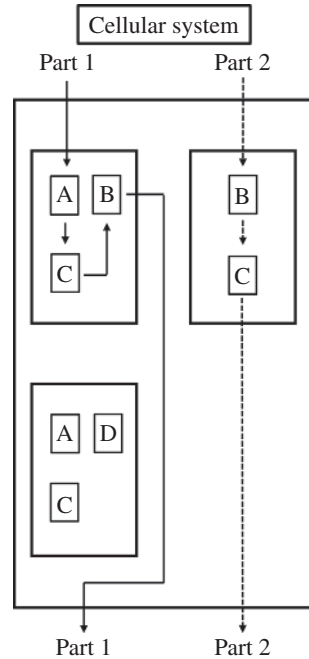 Cellular system
Part 1 Part 2
A B B
C C
A D
C
Part 1 Part 2